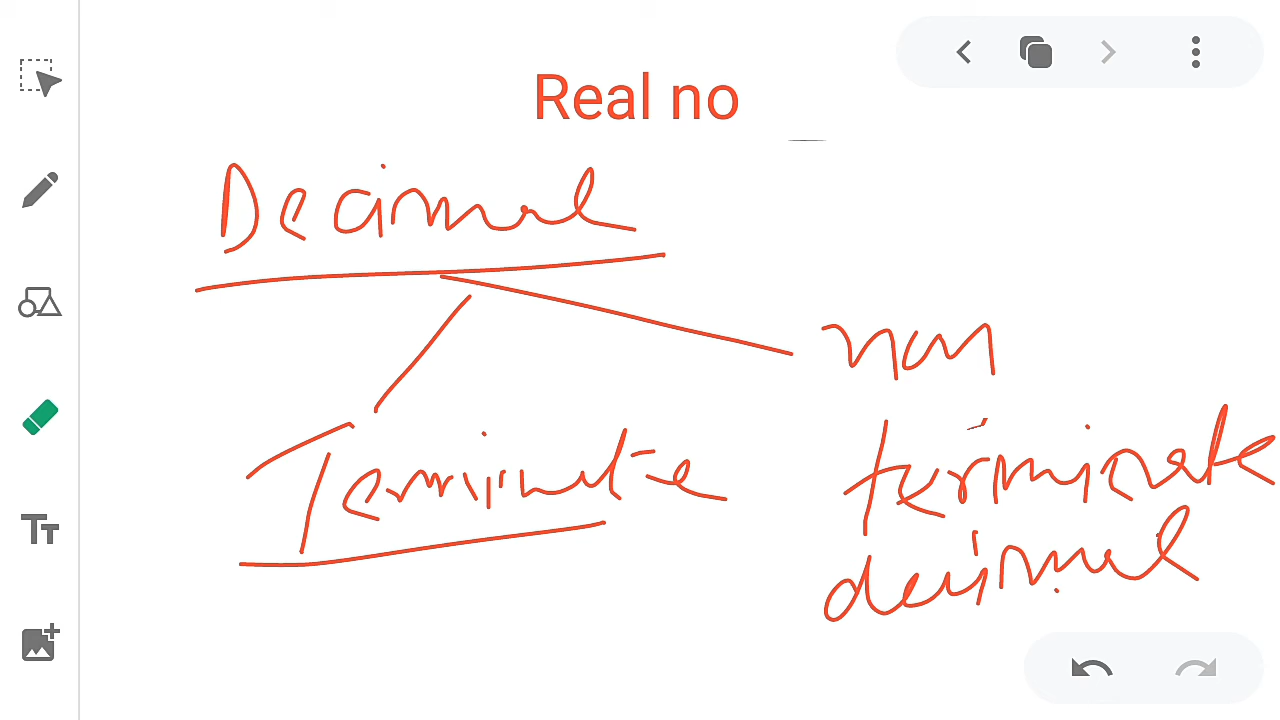 Real no
Decimal
Terminate
non
terminate
decimal